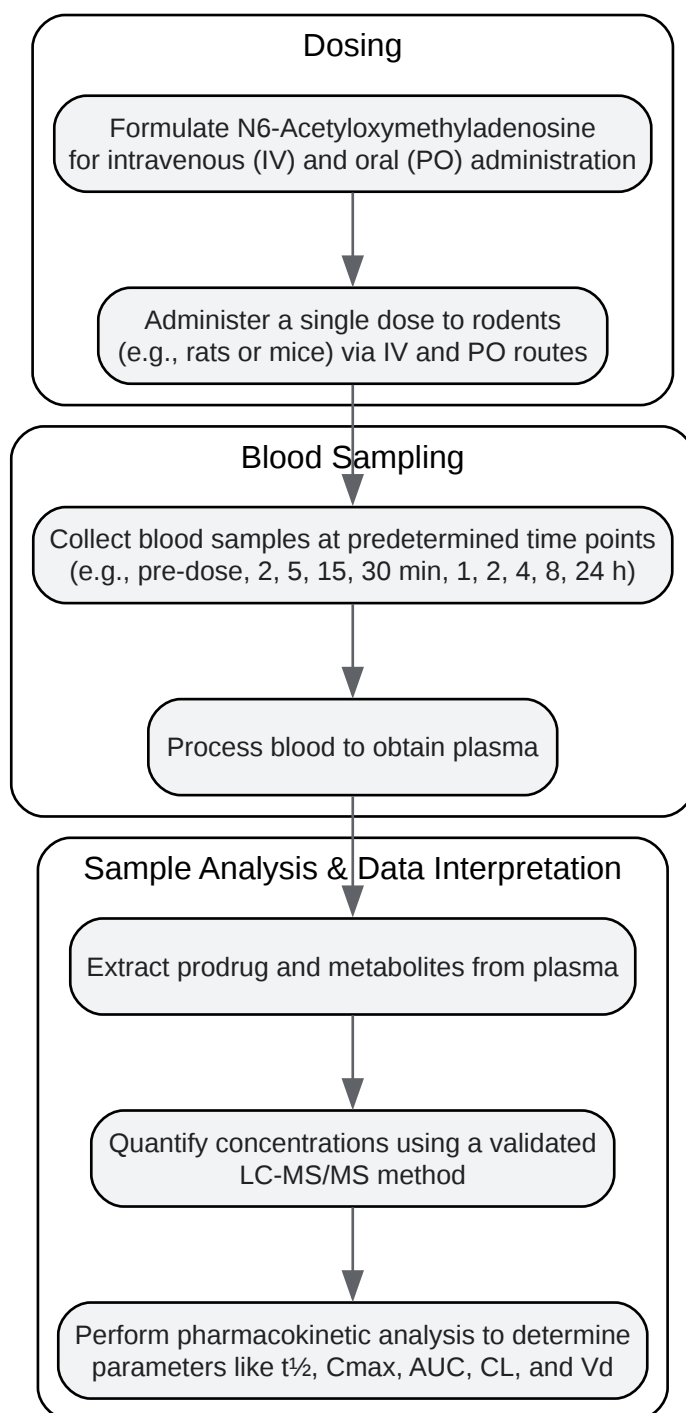 Dosing
Formulate N6-Acetyloxymethyladenosine
for intravenous (IV) and oral (PO) administration
Administer a single dose to rodents
(e.g., rats or mice) via IV and PO routes
Blood Sampling
Collect blood samples at predetermined time points
(e.g., pre-dose, 2, 5, 15, 30 min, 1, 2, 4, 8, 24 h)
Process blood to obtain plasma
Sample Analysis & Data Interpretation
Extract prodrug and metabolites from plasma
Quantify concentrations using a validated
LC-MS/MS method
Perform pharmacokinetic analysis to determine
parameters like t½, Cmax, AUC, CL, and Vd